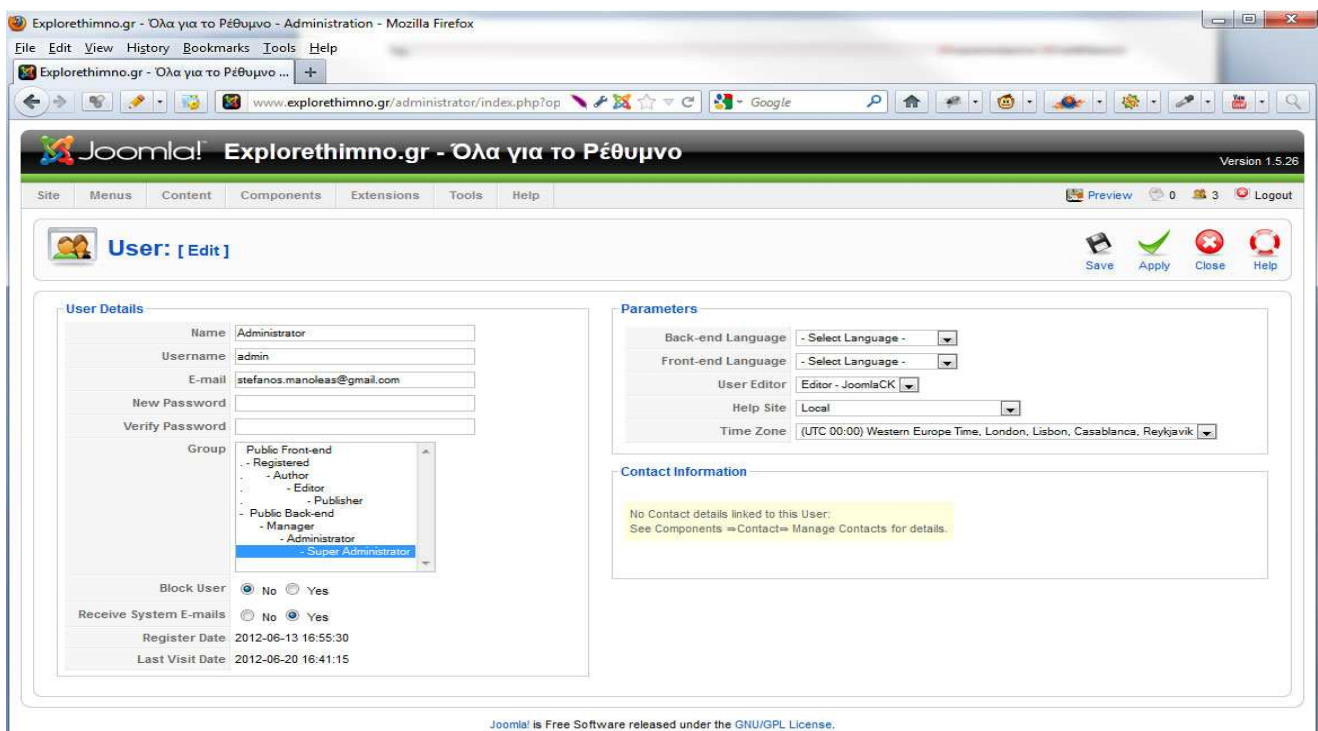 Explorethimno.gr - Όλα για το Ρέθυμνο - Administration - Mozilla Firefox
File Edit View History Bookmarks Tools Help
Explorethimno.gr - Όλα για το Ρέθυμνο ...
www.explorethimno.gr/administrator/index.php?op
Google
Joomla! Explorethimno.gr - Όλα για το Ρέθυμνο
Version 1.5.26
Site Menus Content Components Extensions Tools Help
Preview 0 3 Logout
User: [ Edit ]
Save Apply Close Help
User Details
Name Administrator
Username admin
E-mail stefanos.manoleas@gmail.com
New Password
Verify Password
Group
Public Front-end
. - Registered
. - Author
. - Editor
. - Publisher
- Public Back-end
- Manager
- Administrator
- Super Administrator
Block User No Yes
Receive System E-mails No Yes
Register Date 2012-06-13 16:55:30
Last Visit Date 2012-06-20 16:41:15
Parameters
Back-end Language - Select Language -
Front-end Language - Select Language -
User Editor Editor - JoomlaCK
Help Site Local
Time Zone (UTC 00:00) Western Europe Time, London, Lisbon, Casablanca, Reykjavik
Contact Information
No Contact details linked to this User:
See Components ⇒Contact⇒ Manage Contacts for details.
Joomla! is Free Software released under the GNU/GPL License.